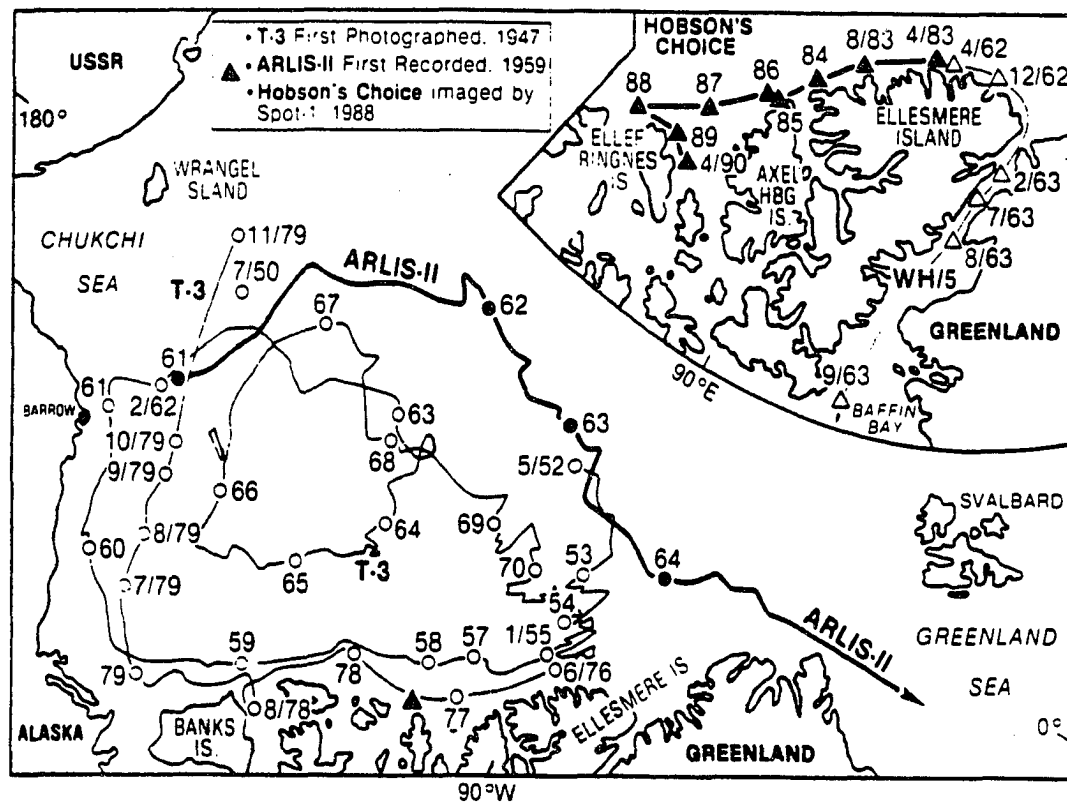 USSR
180°
• T-3 First Photographed. 1947
• ARLIS-II First Recorded. 1959
• Hobson's Choice Imaged by
Spot-1. 1988
HOBSON'S
CHOICE
88
87
86
85
84
8/83
4/83
4/62
12/62
89
4/90
ELLEF
RINGNES
IS.
AXEL
HBG
IS.
ELLESMERE
ISLAND
2/63
7/63
8/63
WH/5
GREENLAND
90°E
9/63
BAFFIN
BAY
WRANGEL
SLAND
CHUKCHI
SEA
11/79
7/50
T-3
ARLIS-II
67
62
61
61
2/62
BARROW
10/79
9/79
63
68
63
5/52
66
64
69
SVALBARD
60
8/79
65
T-3
70
53
64
7/79
54
ARLIS-II
GREENLAND
SEA
59
78
58
57
1/55
6/76
79
8/78
77
ALASKA
BANKS
IS.
ELLESMERE IS
GREENLAND
0°
90°W